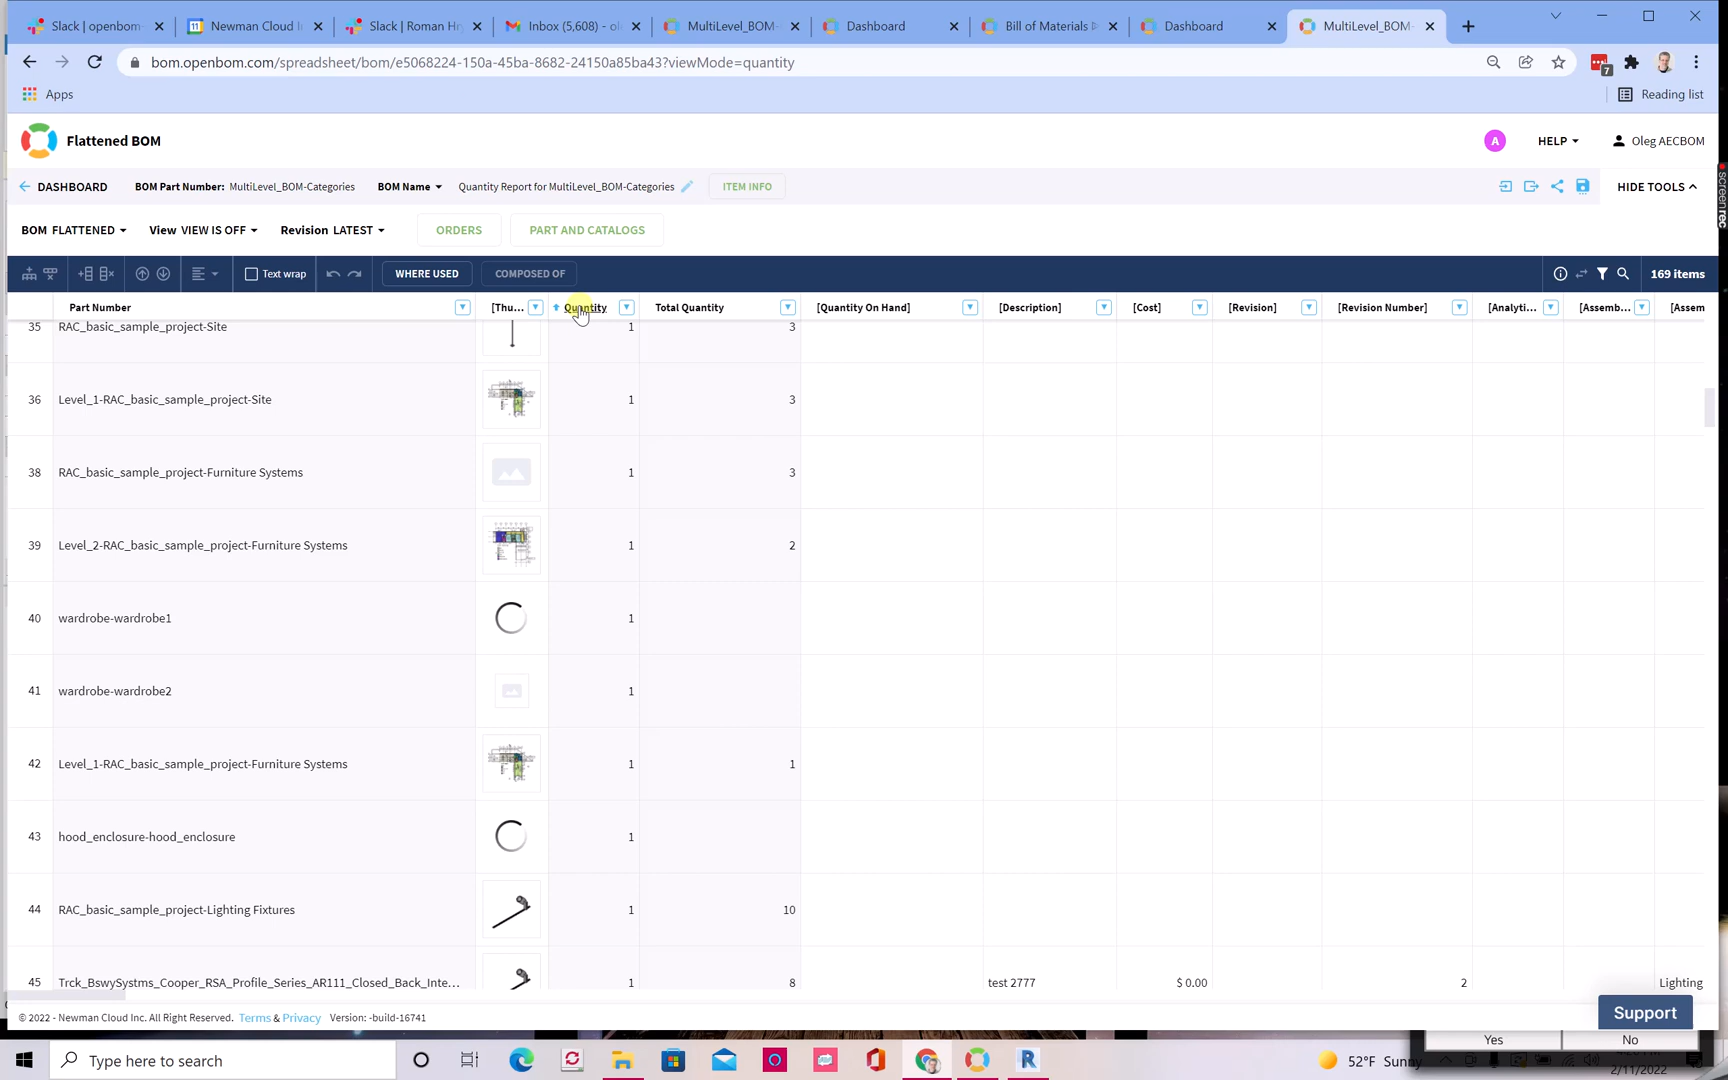 Slack | openbom-
Newman Cloud I
Slack | Roman H
Inbox (5,608) - ol
MultiLevel_BOM-
Dashboard
Bill of Materials
Dashboard
MultiLevel_BOM-
bom.openbom.com/spreadsheet/bom/e5068224-150a-45ba-8682-24150a85ba43?viewMode=quantity
7
Apps
Reading list
Flattened BOM
A
HELP
Oleg AECBOM
DASHBOARD
BOM Part Number: MultiLevel_BOM-Categories
BOM Name
Quantity Report for MultiLevel_BOM-Categories
ITEM INFO
HIDE TOOLS
BOM FLATTENED
View VIEW IS OFF
Revision LATEST
ORDERS
PART AND CATALOGS
Text wrap
WHERE USED
COMPOSED OF
169 items
Part Number [Thu... Quantity Total Quantity [Quantity On Hand] [Description] [Cost] [Revision] [Revision Number] [Analyti... [Assemb... [Assem
35 RAC_basic_sample_project-Site 1 3
36 Level_1-RAC_basic_sample_project-Site 1 3
38 RAC_basic_sample_project-Furniture Systems 1 3
39 Level_2-RAC_basic_sample_project-Furniture Systems 1 2
40 wardrobe-wardrobe1 1
41 wardrobe-wardrobe2 1
42 Level_1-RAC_basic_sample_project-Furniture Systems 1 1
43 hood_enclosure-hood_enclosure 1
44 RAC_basic_sample_project-Lighting Fixtures 1 10
45 Trck_BswySystms_Cooper_RSA_Profile_Series_AR111_Closed_Back_Inte... 1 8 test 2777 $ 0.00 2 Lighting
© 2022 - Newman Cloud Inc. All Right Reserved. Terms & Privacy Version: -build-16741
Support
Yes
No
Type here to search
52°F Sunny
2/11/2022
screenrec